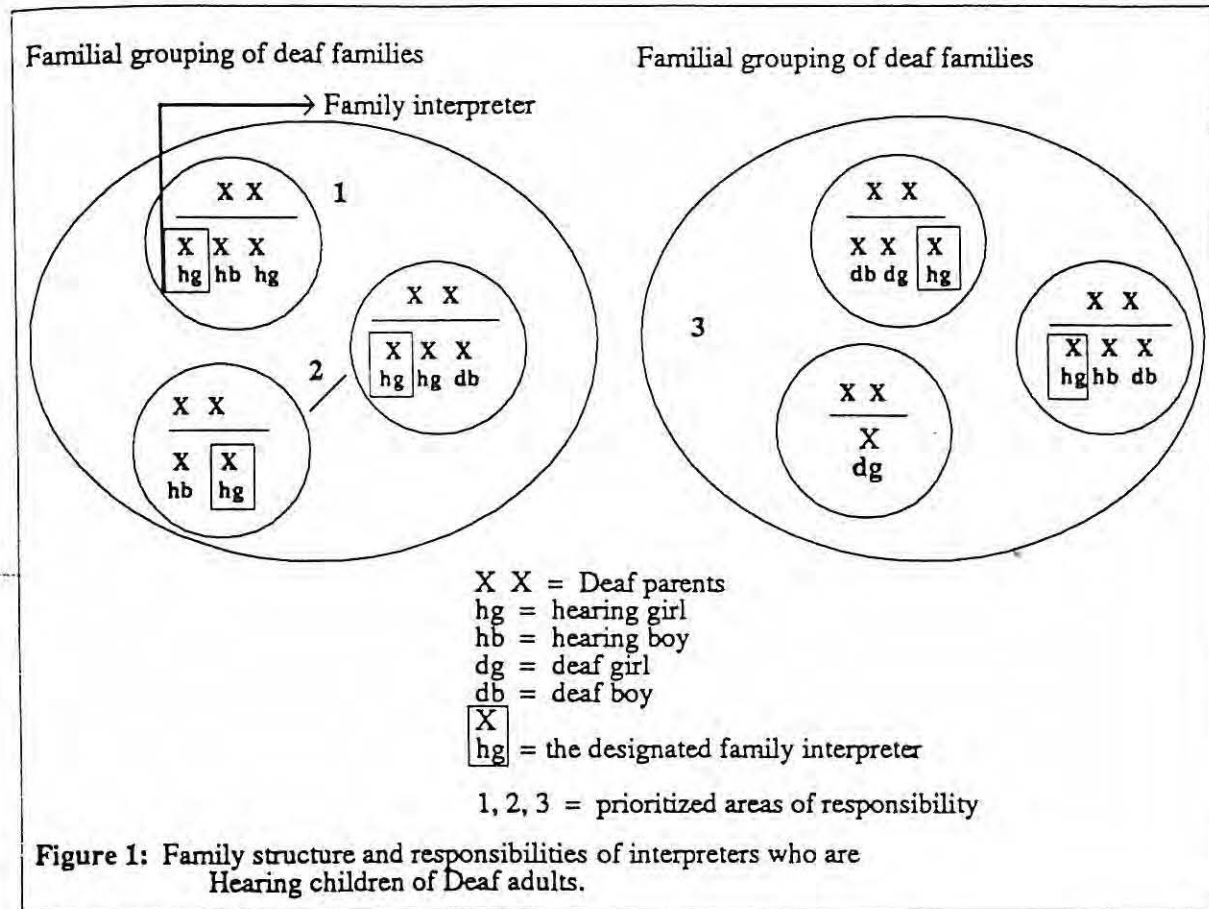 Familial grouping of deaf families
Familial grouping of deaf families
Family interpreter
X X
1
X X X
hg hb hg
X X
X X X
hg hg db
2
X X
X X
hb hg
X X
X X X
db dg hg
3
X X
X X X
hg hb db
X X
X
dg
X X = Deaf parents
hg = hearing girl
hb = hearing boy
dg = deaf girl
db = deaf boy
X
hg = the designated family interpreter
1, 2, 3 = prioritized areas of responsibility
Figure 1: Family structure and responsibilities of interpreters who are
Hearing children of Deaf adults.